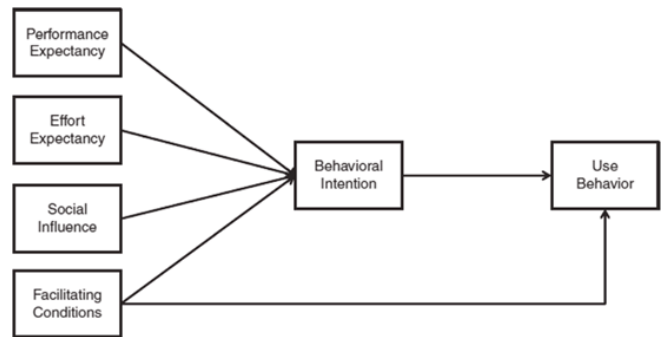 Performance
Expectancy
Effort
Expectancy
Social
Influence
Facilitating
Conditions
Behavioral
Intention
Use
Behavior